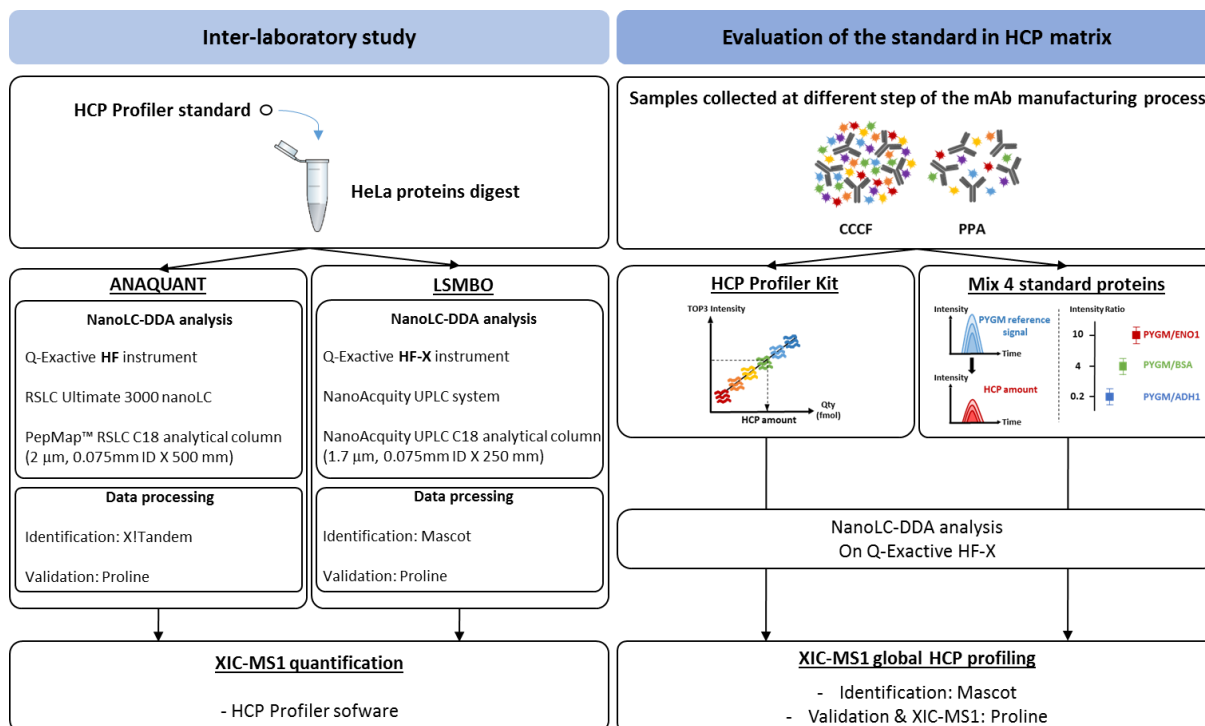 Inter-laboratory study
HCP Profiler standard
HeLa proteins digest
ANAQUANT
NanoLC-DDA analysis
Q-Exactive HF instrument
RSLC Ultimate 3000 nanoLC
PepMap™ RSLC C18 analytical column
(2 µm, 0.075mm ID X 500 mm)
Data processing
Identification: X!Tandem
Validation: Proline
LSMBO
NanoLC-DDA analysis
Q-Exactive HF-X instrument
NanoAcquity UPLC system
NanoAcquity UPLC C18 analytical column
(1.7 µm, 0.075mm ID X 250 mm)
Data prcessing
Identification: Mascot
Validation: Proline
XIC-MS1 quantification
- HCP Profiler sofware
Evaluation of the standard in HCP matrix
Samples collected at different step of the mAb manufacturing process
CCCF
PPA
HCP Profiler Kit
TOP3 Intensity
Qty
(fmol)
HCP amount
Mix 4 standard proteins
Intensity
PYGM reference
signal
Time
Intensity
HCP amount
Time
Intensity Ratio
10
PYGM/ENO1
4
PYGM/BSA
0.2
PYGM/ADH1
NanoLC-DDA analysis
On Q-Exactive HF-X
XIC-MS1 global HCP profiling
- Identification: Mascot
- Validation & XIC-MS1: Proline